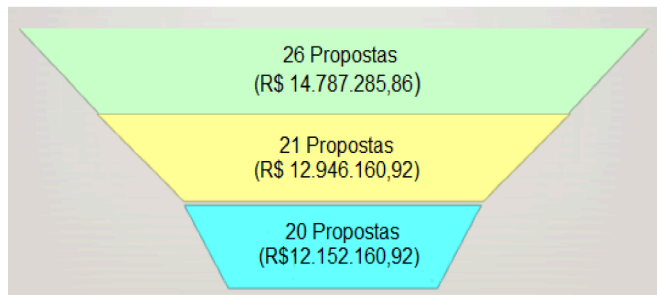 26 Propostas
(R$ 14.787.285,86)
21 Propostas
(R$ 12.946.160,92)
20 Propostas
(R$12.152.160,92)